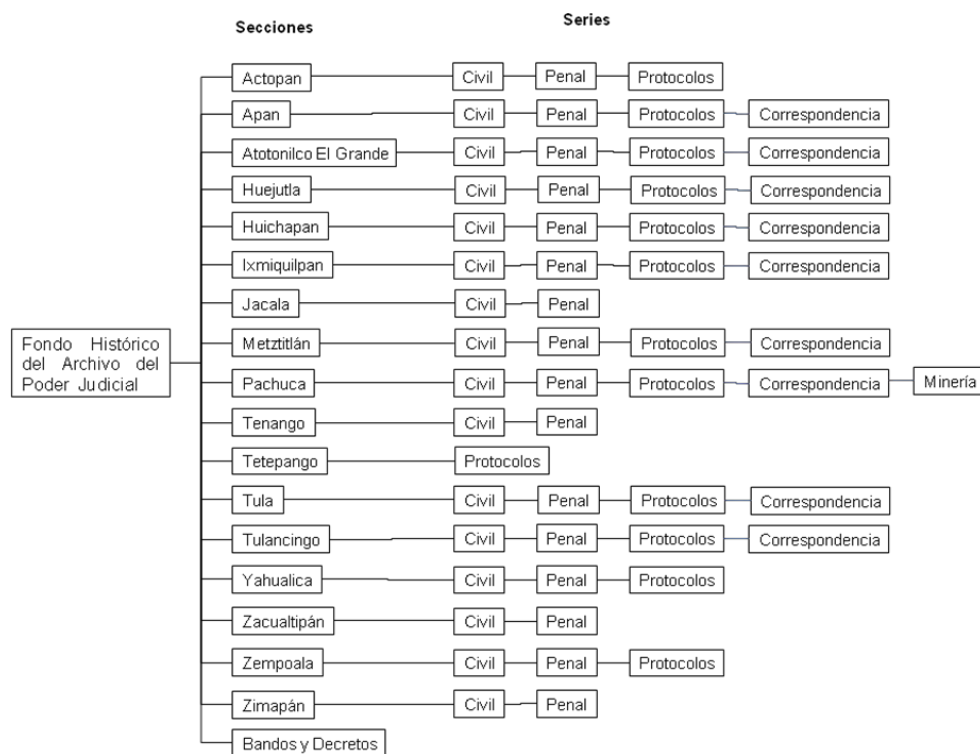 Secciones Series
Actopan Civil Penal Protocolos
Apan Civil Penal Protocolos Correspondencia
Atotonilco El Grande Civil Penal Protocolos Correspondencia
Huejutla Civil Penal Protocolos Correspondencia
Huichapan Civil Penal Protocolos Correspondencia
Ixmiquilpan Civil Penal Protocolos Correspondencia
Jacala Civil Penal
Fondo Histórico
del Archivo del
Poder Judicial
Metztitlán Civil Penal Protocolos Correspondencia
Pachuca Civil Penal Protocolos Correspondencia Minería
Tenango Civil Penal
Tetepango Protocolos
Tula Civil Penal Protocolos Correspondencia
Tulancingo Civil Penal Protocolos Correspondencia
Yahualica Civil Penal Protocolos
Zacualtipán Civil Penal
Zempoala Civil Penal Protocolos
Zimapán Civil Penal
Bandos y Decretos